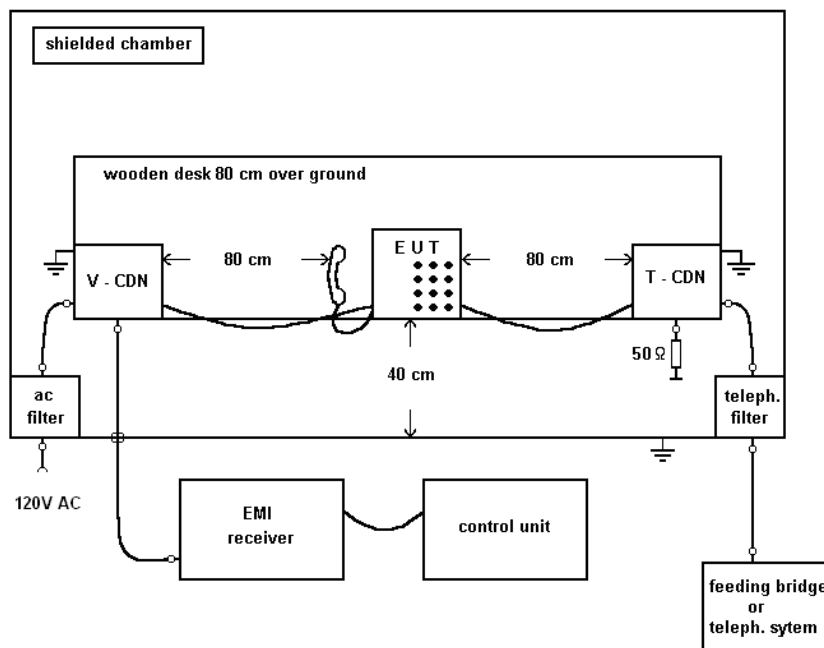 shielded chamber
wooden desk 80 cm over ground
E U T
80 cm
80 cm
V - CDN
T - CDN
50 Ω
40 cm
ac
filter
teleph.
filter
120V AC
EMI
receiver
control unit
feeding bridge
or
teleph. sytem